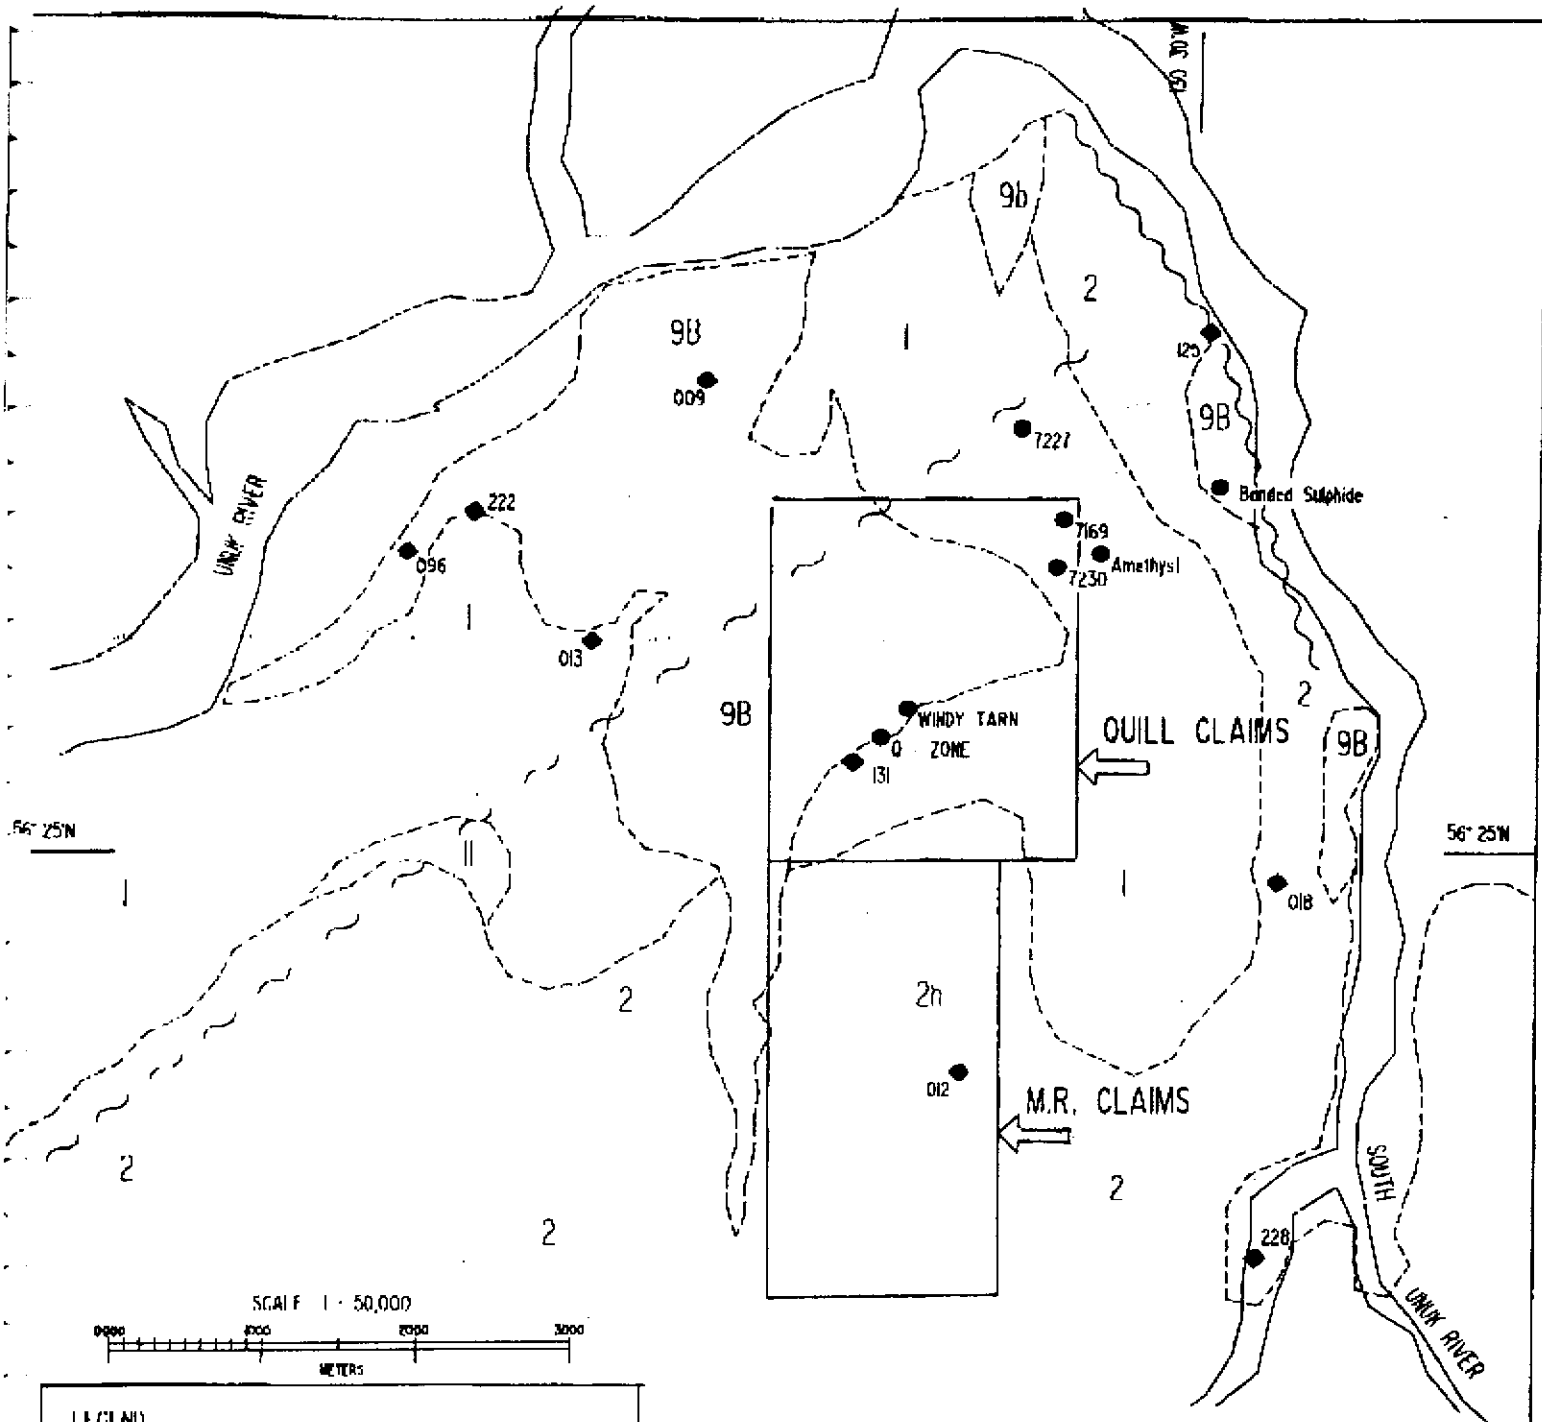 130 30'W
9b
2
9B
1
125
009
9B
7227
222
Banded Sulphide
UNUK RIVER
7169
096
Amethyst
7230
1
013
2
9B
WINDY TARN
QUILL CLAIMS
9B
Q ZONE
131
56° 25'N
56° 25'N
11
1
1
018
2h
2
012
M.R. CLAIMS
2
2
SOUTH
2
228
SCALE 1 : 50,000
1000 2000 3000
METERS
UNUK RIVER
LEGEND